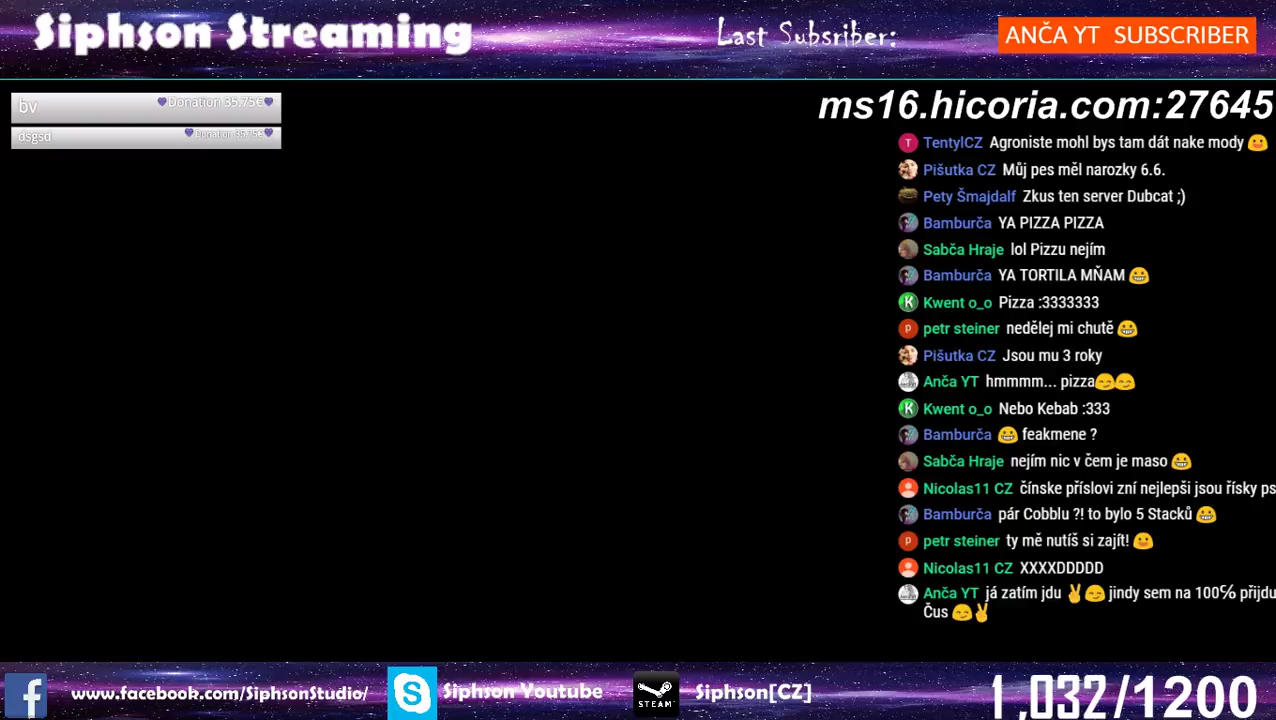 Siphson Streaming
Last Subsriber:
ANČA YT SUBSCRIBER
bv
Donation 35.75€
dsgsd
Donation 35.75€
ms16.hicoria.com:27645
T TentylCZ Agroniste mohl bys tam dát nake mody
Pišutka CZ Můj pes měl narozky 6.6.
Pety Šmajdalf Zkus ten server Dubcat ;)
Bamburča YA PIZZA PIZZA
Sabča Hraje lol Pizzu nejím
Bamburča YA TORTILA MŇAM 😀
K Kwent o_o Pizza :3333333
P petr steiner nedělej mi chutě 😀
Pišutka CZ Jsou mu 3 roky
Anča YT hmmmm... pizza😏😏
K Kwent o_o Nebo Kebab :333
Bamburča 😀 feakmene ?
Sabča Hraje nejím nic v čem je maso 😀
Nicolas11 CZ čínske příslovi zní nejlepši jsou řísky ps
Bamburča pár Cobblu ?! to bylo 5 Stacků 😀
P petr steiner ty mě nutíš si zajít! 
Nicolas11 CZ XXXXDDDDD
Anča YT já zatím jdu ✌😏 jindy sem na 100% přijdu
Čus 😏✌
f www.facebook.com/SiphsonStudio/
S Siphson Youtube
STEAM Siphson[CZ]
1,032/1200